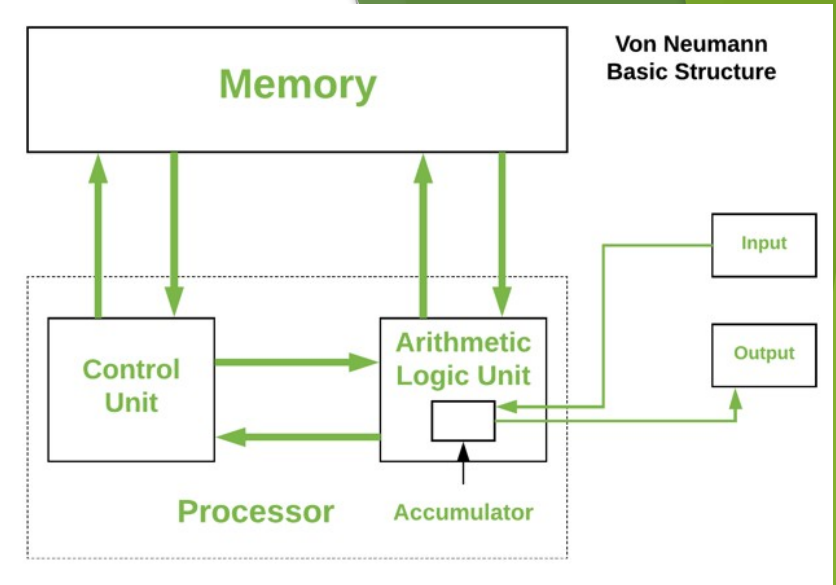 Von Neumann
Basic Structure
Memory
Input
Output
Control
Unit
Arithmetic
Logic Unit
Processor
Accumulator